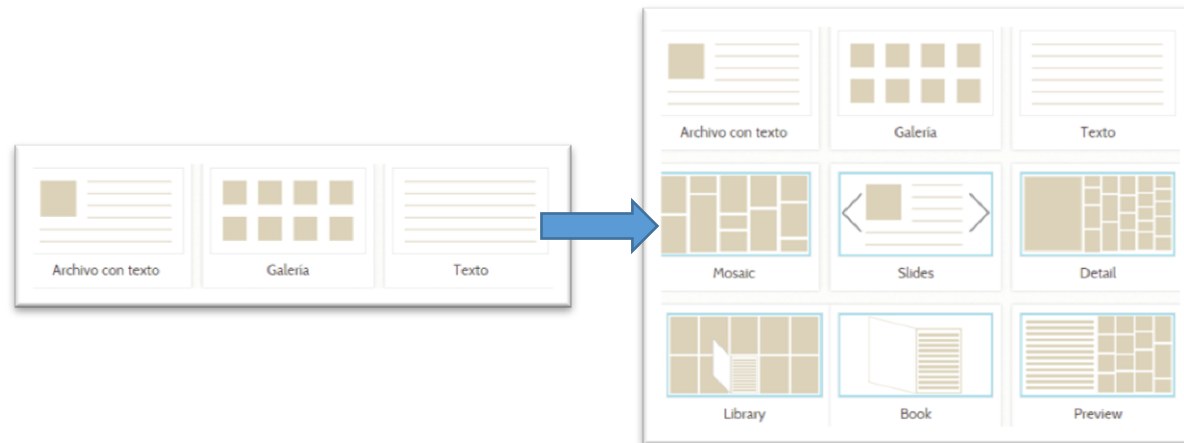 Archivo con texto
Galería
Texto
Archivo con texto
Galería
Texto
Mosaic
Slides
Detail
Library
Book
Preview